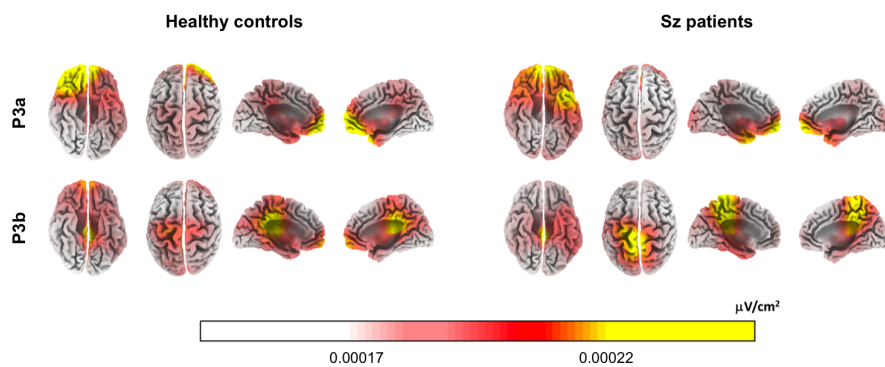 Healthy controls
Sz patients
P3a
P3b
μV/cm²
0.00017
0.00022